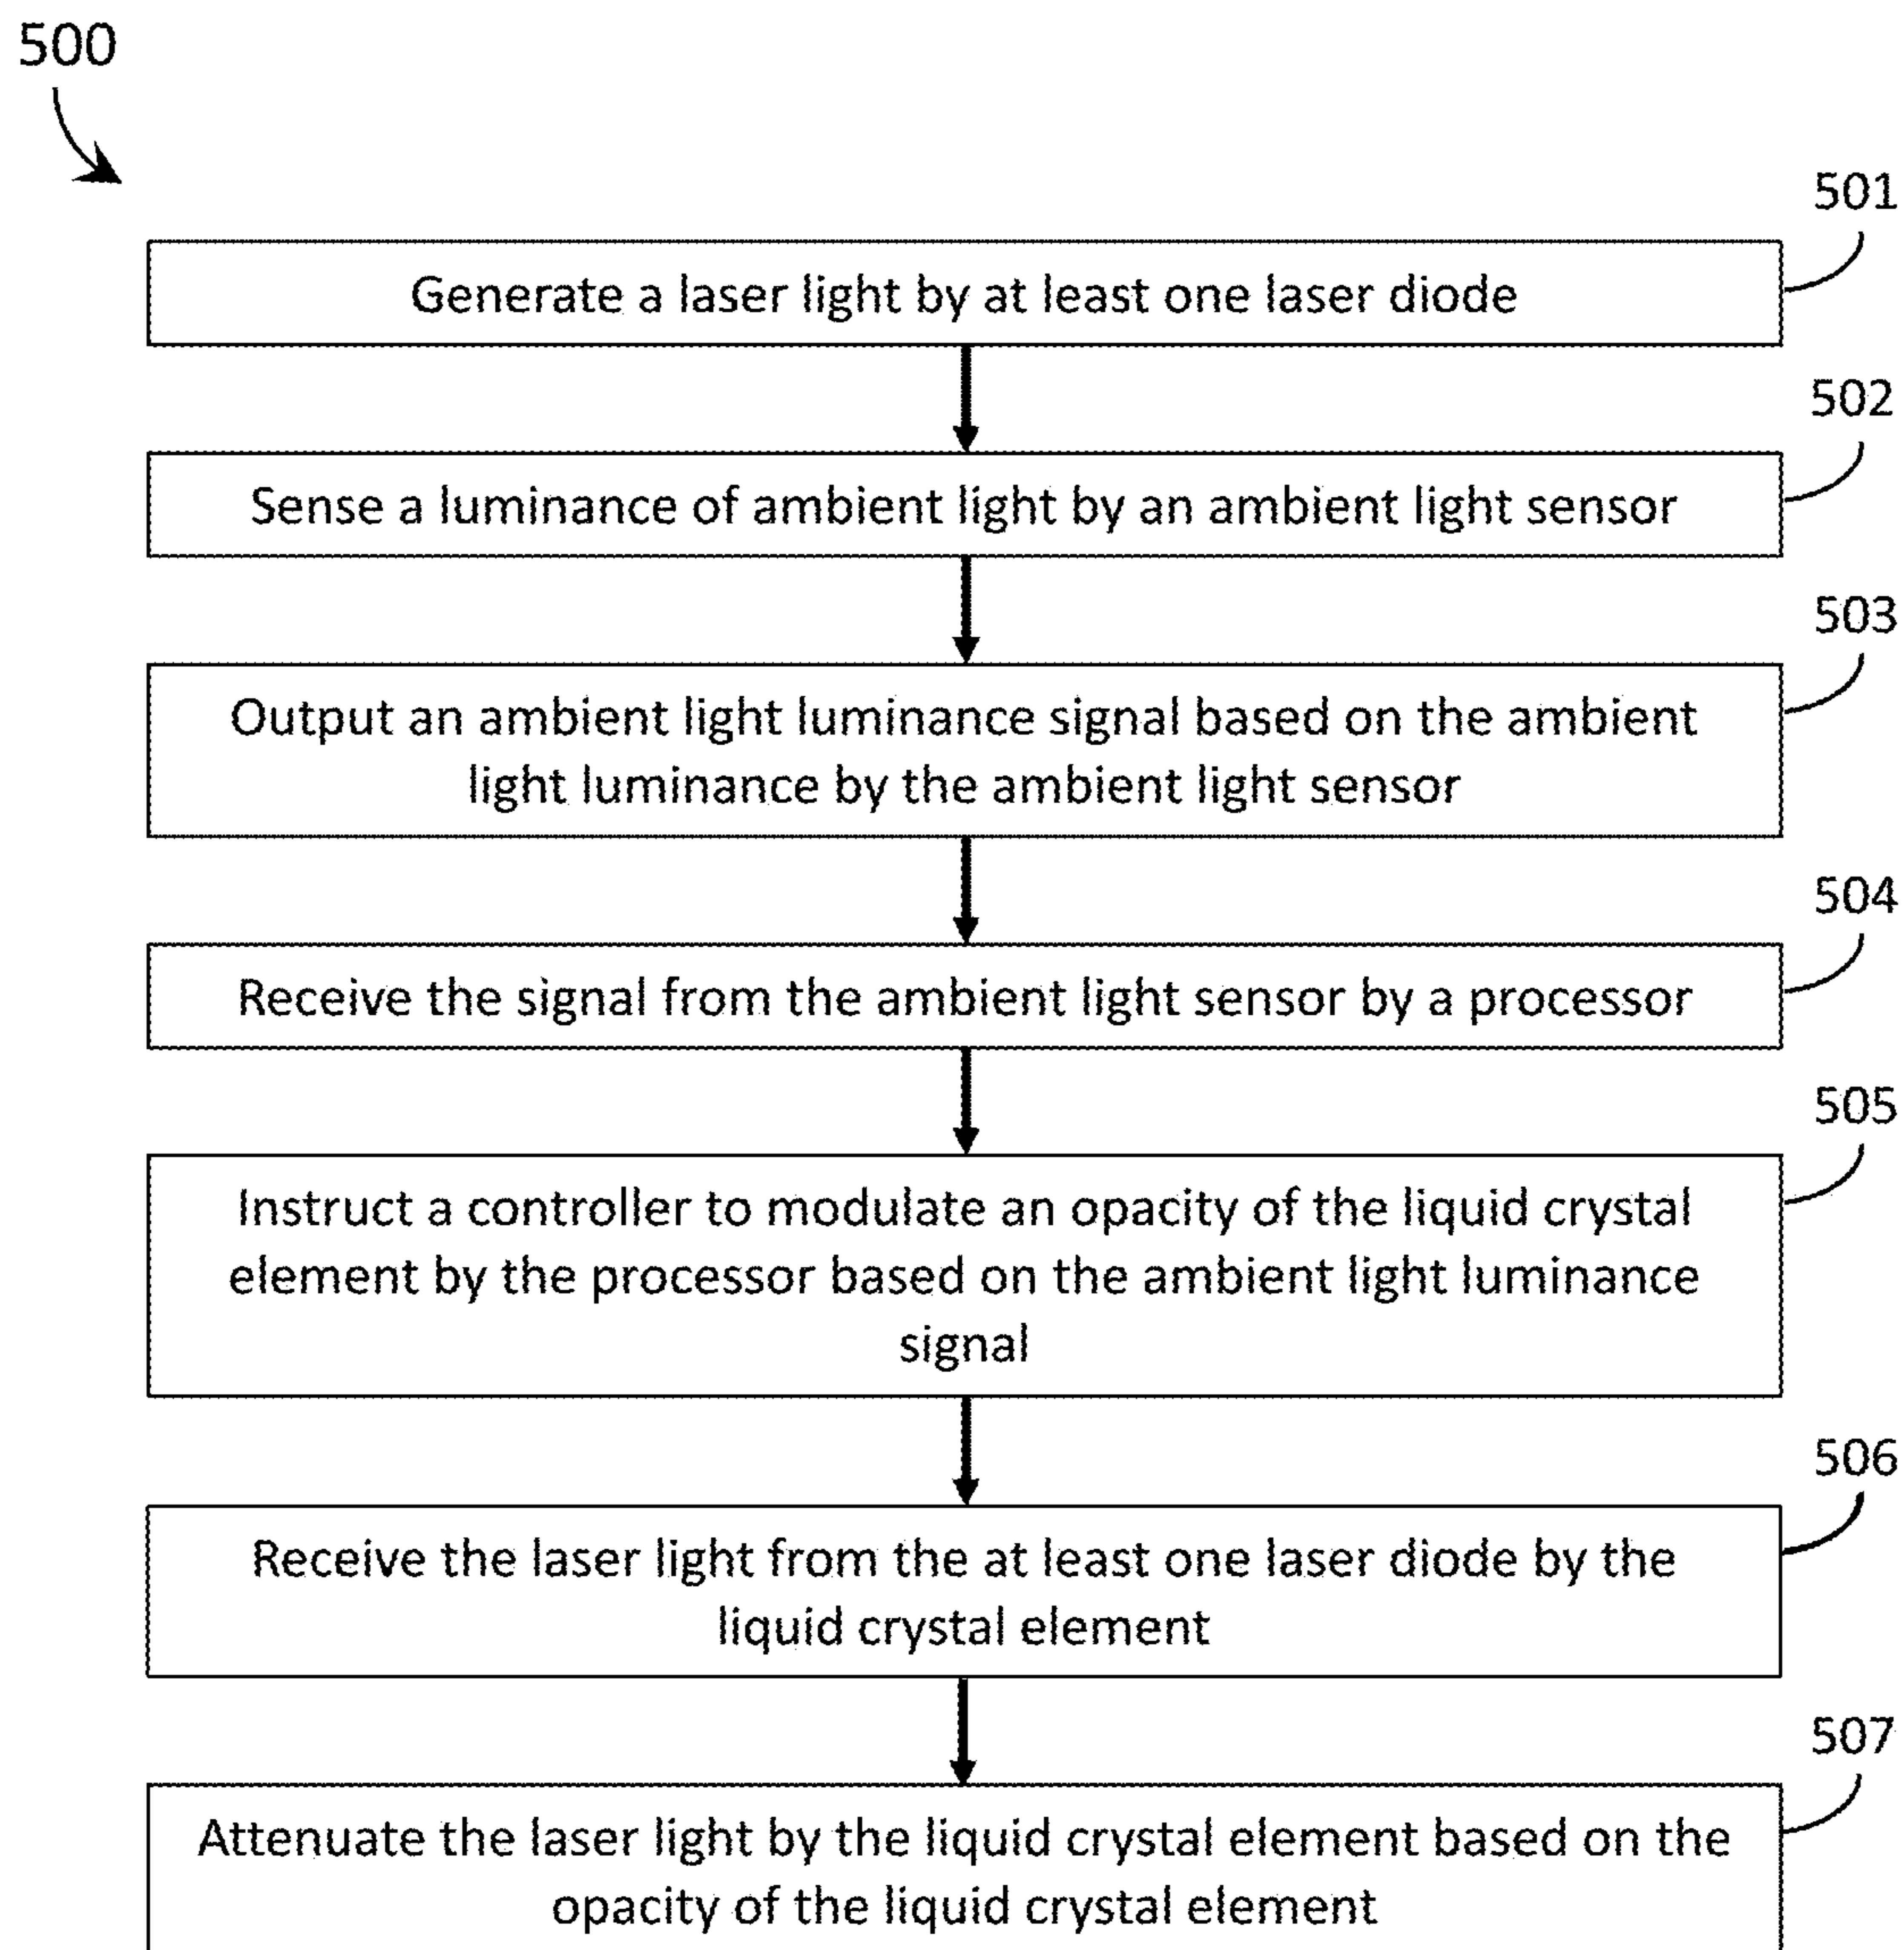 500
501
Generate a laser light by at least one laser diode
502
Sense a luminance of ambient light by an ambient light sensor
503
Output an ambient light luminance signal based on the ambient
light luminance by the ambient light sensor
504
Receive the signal from the ambient light sensor by a processor
505
Instruct a controller to modulate an opacity of the liquid crystal
element by the processor based on the ambient light luminance
signal
506
Receive the laser light from the at least one laser diode by the
liquid crystal element
507
Attenuate the laser light by the liquid crystal element based on the
opacity of the liquid crystal element